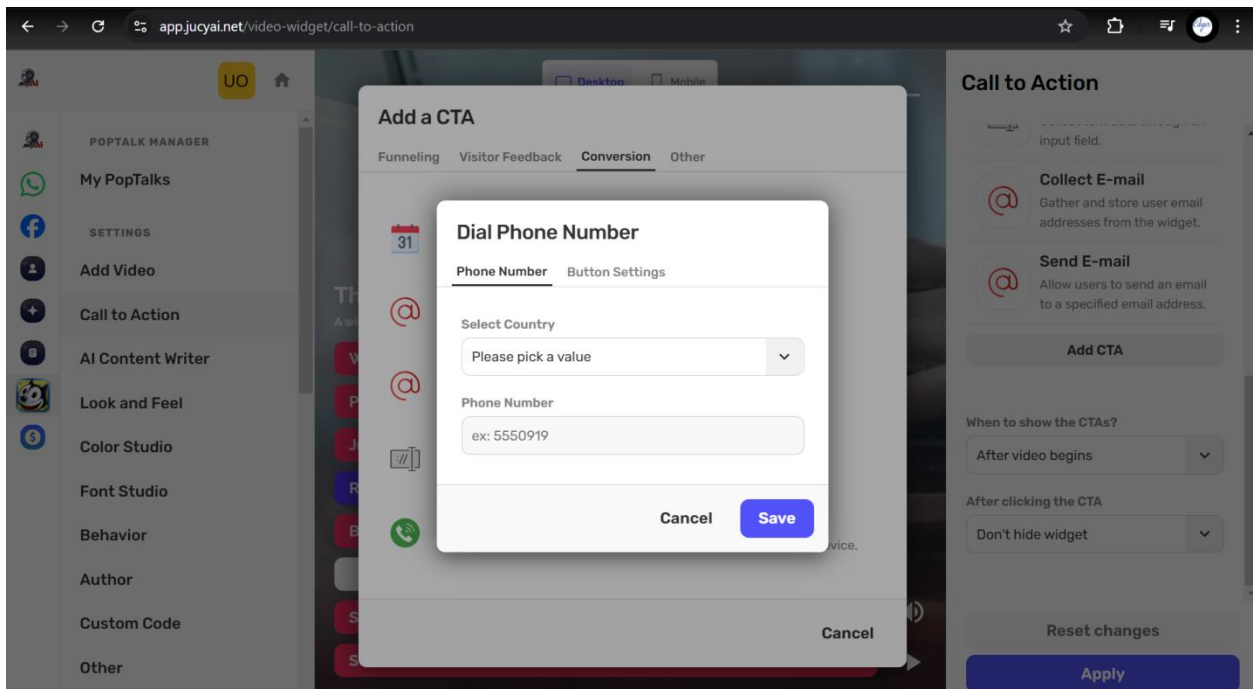 app.jucyai.net/video-widget/call-to-action
UO
POPTALK MANAGER
My PopTalks
SETTINGS
Add Video
Call to Action
AI Content Writer
Look and Feel
Color Studio
Font Studio
Behavior
Author
Custom Code
Other
Desktop
Mobile
Add a CTA
Funneling
Visitor Feedback
Conversion
Other
31
Dial Phone Number
Phone Number
Button Settings
Select Country
Please pick a value
Phone Number
ex: 5550919
Cancel
Save
Cancel
Call to Action
input field.
Collect E-mail
Gather and store user email
addresses from the widget.
Send E-mail
Allow users to send an email
to a specified email address.
Add CTA
When to show the CTAs?
After video begins
After clicking the CTA
Don't hide widget
Reset changes
Apply